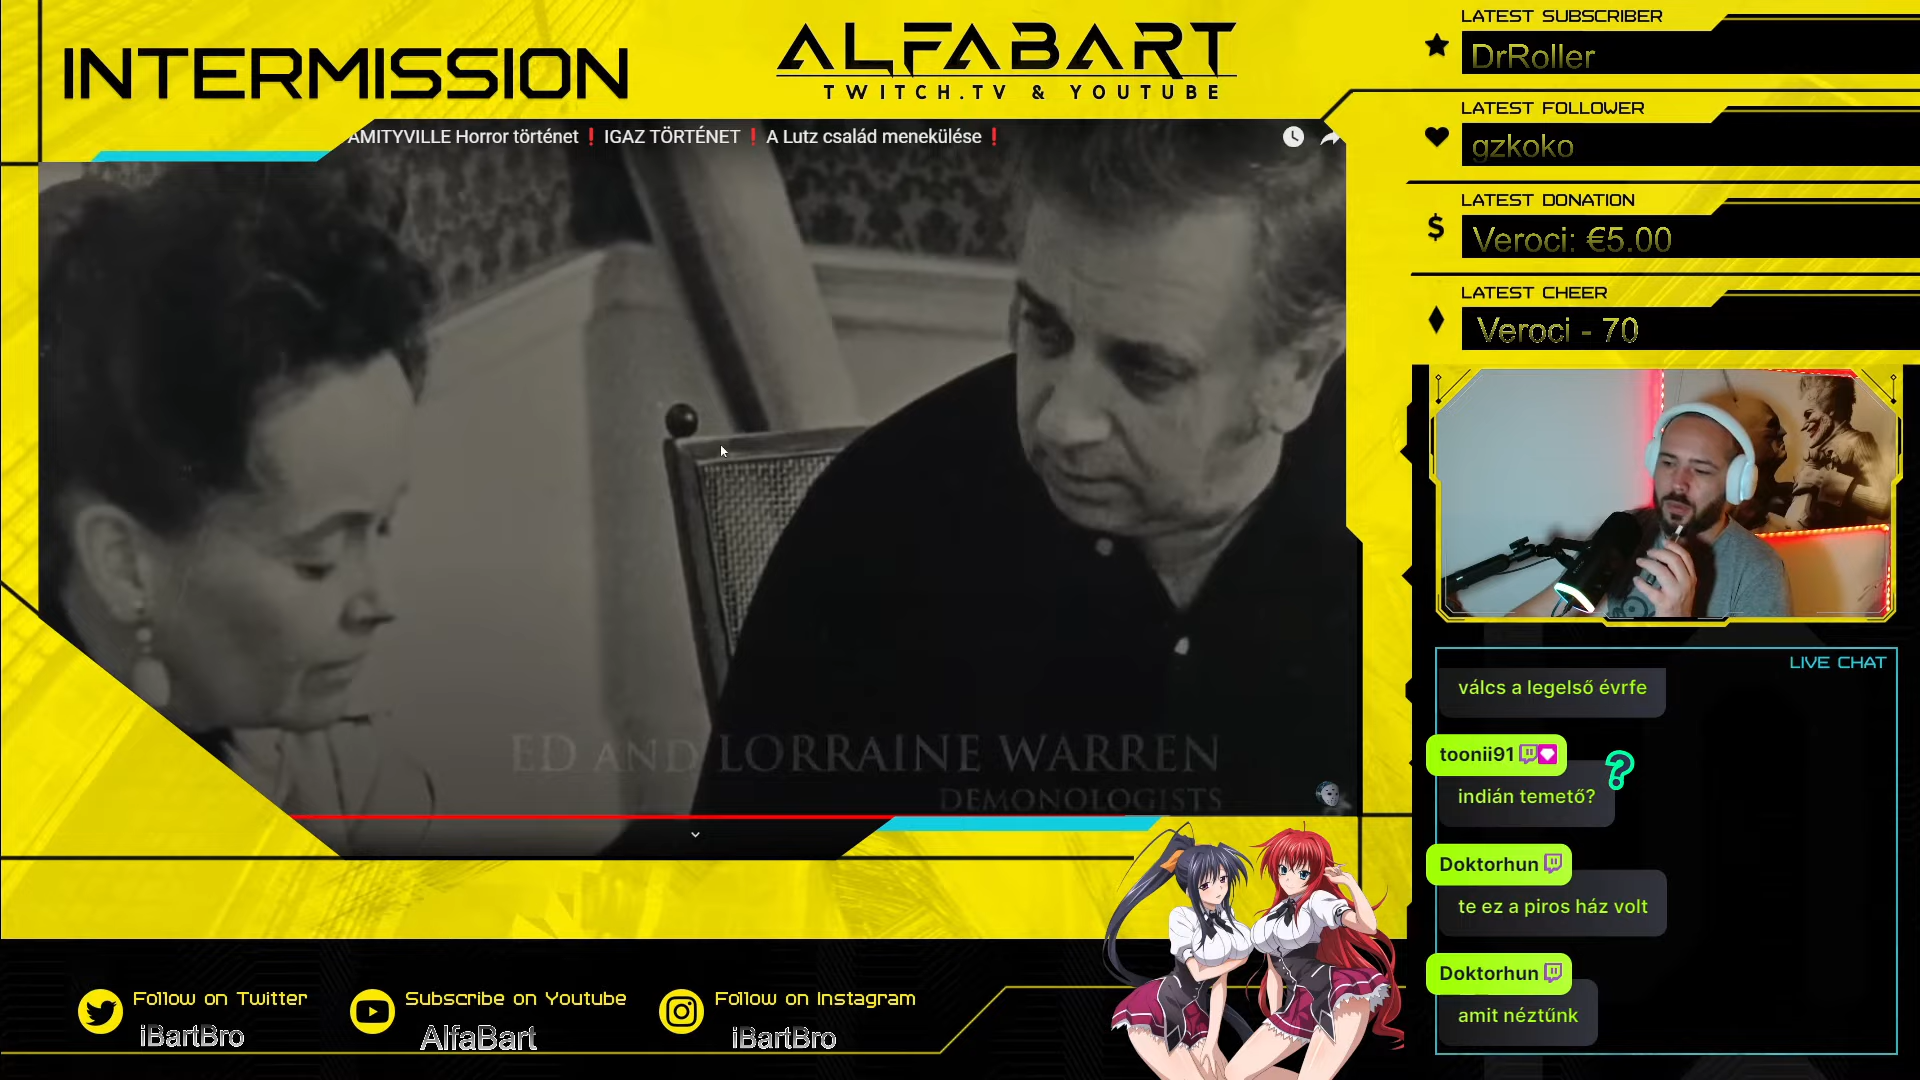 INTERMISSION
ALFABART
TWITCH.TV & YOUTUBE
AMITYVILLE Horror történet❗IGAZ TÖRTÉNET❗A Lutz család menekülése❗
ED AND LORRAINE WARREN
DEMONOLOGISTS
LATEST SUBSCRIBER
DrRoller
LATEST FOLLOWER
gzkoko
LATEST DONATION
$
Veroci: €5.00
LATEST CHEER
Veroci - 70
LIVE CHAT
válcs a legelső évrfe
toonii91
indián temető?
?
Doktorhun
te ez a piros ház volt
Doktorhun
amit néztűnk
Follow on Twitter
iBartBro
Subscribe on Youtube
AlfaBart
Follow on Instagram
iBartBro